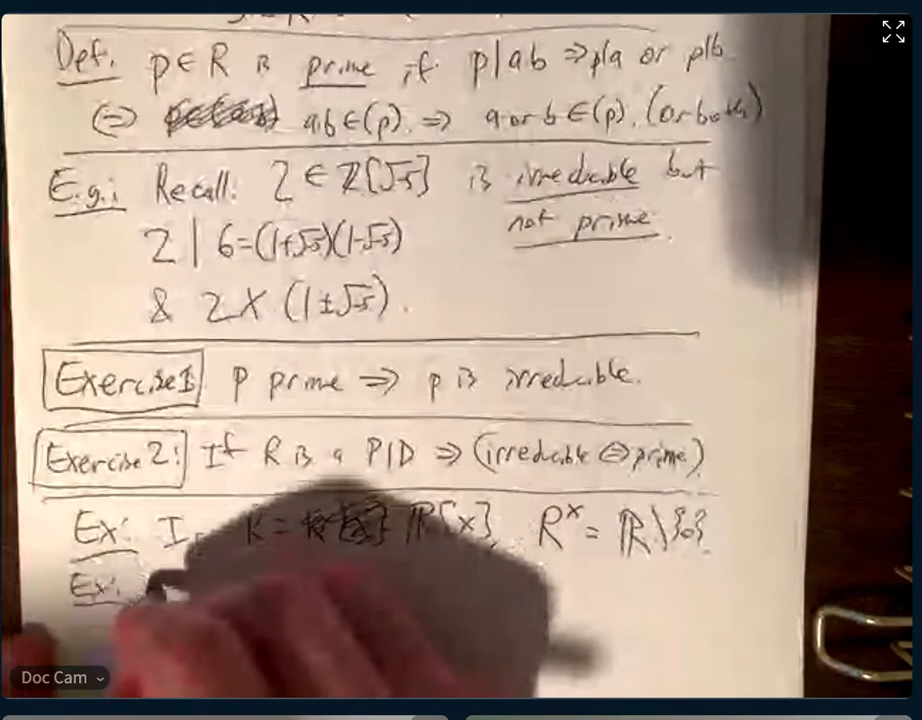 Def. p ∈ R is prime if p|ab ⇒ p|a or p|b
⇔ ab ∈ (p) ⇒ a or b ∈ (p). (or both)
E.g.: Recall: 2 ∈ ℤ[√-5] is irreducible but
not prime.
2 | 6=(1+√-5)(1-√-5)
& 2 ∤ (1±√-5).
Exercise 1 p prime ⇒ p is irreducible.
Exercise 2: If R is a PID ⇒ (irreducible ⇔ prime)
Ex: ℝ[x], R^× = ℝ\{0}.
Ex:
Doc Cam